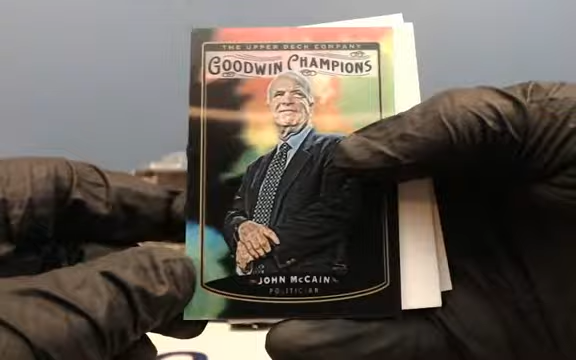 THE UPPER DECK COMPANY
GOODWIN CHAMPIONS
JOHN McCAIN
POLITICIAN